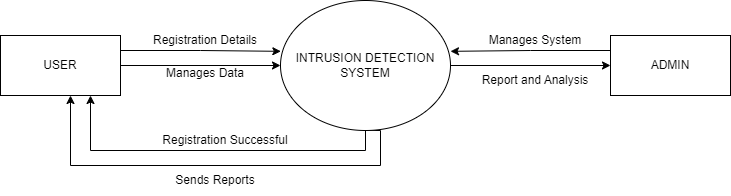 Registration Details
Manages System
USER
INTRUSION DETECTION
SYSTEM
ADMIN
Manages Data
Report and Analysis
Registration Successful
Sends Reports